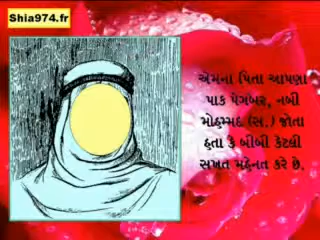 Shia974.fr
એમના પિતા આપણા
પાક પેગંબર, નબી
મોહમ્મદ (સ.) જોતા
હતા કે બીબી કેટલી
સખત મહેનત કરે છે.